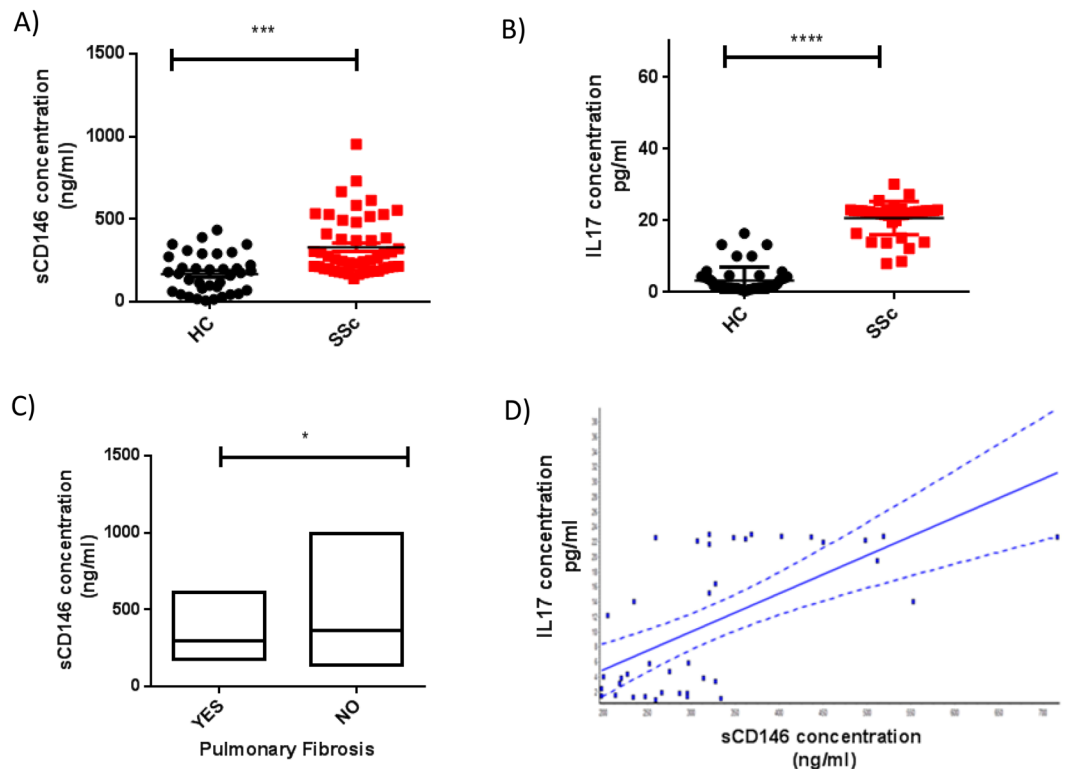 A)
***
1500
1000
500
0
sCD146 concentration
(ng/ml)
HC
SSc
B)
****
60
40
20
0
IL17 concentration
pg/ml
HC
SSc
C)
*
1500
1000
500
0
sCD146 concentration
(ng/ml)
YES
NO
Pulmonary Fibrosis
D)
IL17 concentration
pg/ml
sCD146 concentration
(ng/ml)